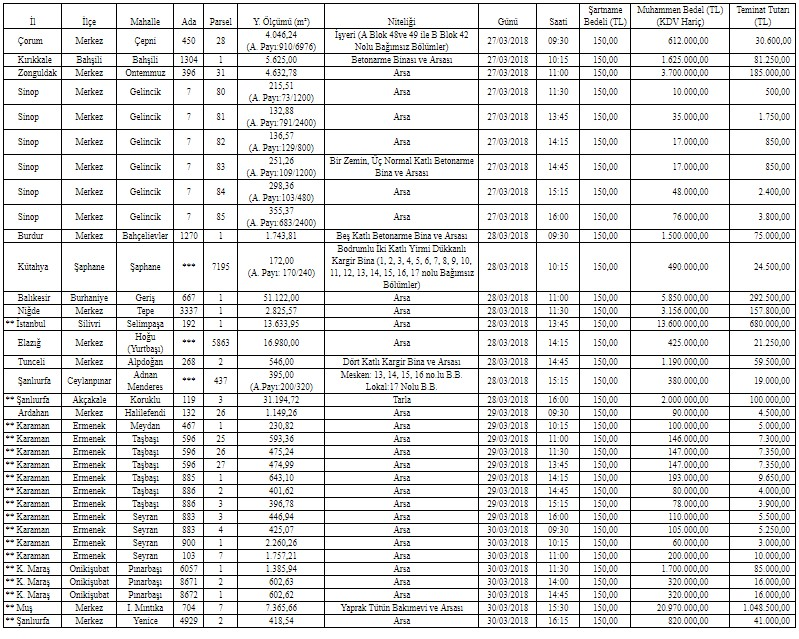 İl İlçe Mahalle Ada Parsel Y. Ölçümü (m²) Niteliği Günü Saati Şartname Bedeli (TL) Muhammen Bedel (TL) (KDV Hariç) Teminat Tutarı (TL)
Çorum Merkez Çepni 450 28 4.046,24 (A. Payı:910/6976) İşyeri (A Blok 48ve 49 ile B Blok 42 Nolu Bağımsız Bölümler) 27/03/2018 09:30 150,00 612.000,00 30.600,00
Kırıkkale Bahşili Bahşili 1304 1 5.625,00 Betonarme Binası ve Arsası 27/03/2018 10:15 150,00 1.625.000,00 81.250,00
Zonguldak Merkez Ontemmuz 396 31 4.632,78 Arsa 27/03/2018 11:00 150,00 3.700.000,00 185.000,00
Sinop Merkez Gelincik 7 80 215,51 (A. Payı:73/1200) Arsa 27/03/2018 11:30 150,00 10.000,00 500,00
Sinop Merkez Gelincik 7 81 132,88 (A. Payı:791/2400) Arsa 27/03/2018 13:45 150,00 35.000,00 1.750,00
Sinop Merkez Gelincik 7 82 136,57 (A. Payı:129/800) Arsa 27/03/2018 14:15 150,00 17.000,00 850,00
Sinop Merkez Gelincik 7 83 251,26 (A. Payı:109/1200) Bir Zemin, Üç Normal Katlı Betonarme Bina ve Arsası 27/03/2018 14:45 150,00 17.000,00 850,00
Sinop Merkez Gelincik 7 84 298,36 (A. Payı:103/480) Arsa 27/03/2018 15:15 150,00 48.000,00 2.400,00
Sinop Merkez Gelincik 7 85 355,37 (A. Payı:683/2400) Arsa 27/03/2018 16:00 150,00 76.000,00 3.800,00
Burdur Merkez Bahçelievler 1270 1 1.743,81 Beş Katlı Betonarme Bina ve Arsası 28/03/2018 09:30 150,00 1.500.000,00 75.000,00
Kütahya Şaphane Şaphane *** 7195 172,00 (A. Payı: 170/240) Bodrumlu İki Katlı Yirmi Dükkanlı Kargir Bina (1, 2, 3, 4, 5, 6, 7, 8, 9, 10, 11, 12, 13, 14, 15, 16, 17 nolu Bağımsız Bölümler) 28/03/2018 10:15 150,00 490.000,00 24.500,00
Balıkesir Burhaniye Geriş 667 1 51.122,00 Arsa 28/03/2018 11:00 150,00 5.850.000,00 292.500,00
Niğde Merkez Tepe 3337 1 2.825,57 Arsa 28/03/2018 11:30 150,00 3.156.000,00 157.800,00
** İstanbul Silivri Selimpaşa 192 1 13.633,95 Arsa 28/03/2018 13:45 150,00 13.600.000,00 680.000,00
Elazığ Merkez Hoğu (Yurtbaşı) *** 5863 16.980,00 Arsa 28/03/2018 14:15 150,00 425.000,00 21.250,00
Tunceli Merkez Alpdoğan 268 2 546,00 Dört Katlı Kargir Bina ve Arsası 28/03/2018 14:45 150,00 1.190.000,00 59.500,00
Şanlıurfa Ceylanpınar Adnan Menderes *** 437 395,00 (A.Payı:200/320) Mesken: 13, 14, 15, 16 no.lu B.B. Lokal:17 Nolu B.B. 28/03/2018 15:15 150,00 380.000,00 19.000,00
** Şanlıurfa Akçakale Koruklu 119 3 31.194,72 Tarla 28/03/2018 16:00 150,00 2.000.000,00 100.000,00
Ardahan Merkez Halilefendi 132 26 1.149,26 Arsa 29/03/2018 09:30 150,00 90.000,00 4.500,00
** Karaman Ermenek Meydan 467 1 230,82 Arsa 29/03/2018 10:15 150,00 100.000,00 5.000,00
** Karaman Ermenek Taşbaşı 596 25 593,36 Arsa 29/03/2018 11:00 150,00 146.000,00 7.300,00
** Karaman Ermenek Taşbaşı 596 26 475,24 Arsa 29/03/2018 11:30 150,00 147.000,00 7.350,00
** Karaman Ermenek Taşbaşı 596 27 474,99 Arsa 29/03/2018 13:45 150,00 147.000,00 7.350,00
** Karaman Ermenek Taşbaşı 885 1 643,10 Arsa 29/03/2018 14:15 150,00 193.000,00 9.650,00
** Karaman Ermenek Taşbaşı 886 2 401,62 Arsa 29/03/2018 14:45 150,00 80.000,00 4.000,00
** Karaman Ermenek Taşbaşı 886 3 396,78 Arsa 29/03/2018 15:15 150,00 78.000,00 3.900,00
** Karaman Ermenek Seyran 883 3 446,94 Arsa 29/03/2018 16:00 150,00 110.000,00 5.500,00
** Karaman Ermenek Seyran 883 4 425,07 Arsa 30/03/2018 09:30 150,00 105.000,00 5.250,00
** Karaman Ermenek Seyran 900 1 2.260,26 Arsa 30/03/2018 10:15 150,00 60.000,00 3.000,00
** Karaman Ermenek Seyran 103 7 1.757,21 Arsa 30/03/2018 11:00 150,00 200.000,00 10.000,00
** K. Maraş Onikişubat Pınarbaşı 6057 1 1.385,94 Arsa 30/03/2018 11:30 150,00 1.700.000,00 85.000,00
** K. Maraş Onikişubat Pınarbaşı 8671 2 602,63 Arsa 30/03/2018 14:00 150,00 320.000,00 16.000,00
** K. Maraş Onikişubat Pınarbaşı 8672 1 602,62 Arsa 30/03/2018 14:45 150,00 320.000,00 16.000,00
** Muş Merkez I. Mıntıka 704 7 7.365,66 Yaprak Tütün Bakımevi ve Arsası 30/03/2018 15:30 150,00 20.970.000,00 1.048.500,00
** Şanlıurfa Merkez Yenice 4929 2 418,54 Arsa 30/03/2018 16:15 150,00 820.000,00 41.000,00